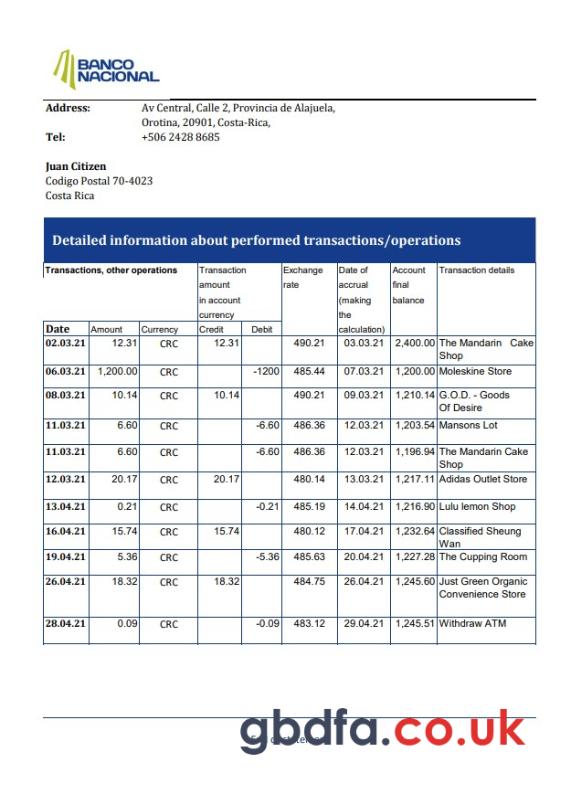 BANCO
NACIONAL
Address: Av Central, Calle 2, Provincia de Alajuela,
Orotina, 20901, Costa-Rica,
Tel: +506 2428 8685
Juan Citizen
Codigo Postal 70-4023
Costa Rica
Detailed information about performed transactions/operations
Transactions, other operations Transaction amount in account currency Exchange rate Date of accrual (making the calculation) Account final balance Transaction details
Date Amount Currency Credit Debit
02.03.21 12.31 CRC 12.31 490.21 03.03.21 2,400.00 The Mandarin Cake
Shop
06.03.21 1,200.00 CRC -1200 485.44 07.03.21 1,200.00 Moleskine Store
08.03.21 10.14 CRC 10.14 490.21 09.03.21 1,210.14 G.O.D. - Goods
Of Desire
11.03.21 6.60 CRC -6.60 486.36 12.03.21 1,203.54 Mansons Lot
11.03.21 6.60 CRC -6.60 486.36 12.03.21 1,196.94 The Mandarin Cake
Shop
12.03.21 20.17 CRC 20.17 480.14 13.03.21 1,217.11 Adidas Outlet Store
13.04.21 0.21 CRC -0.21 485.19 14.04.21 1,216.90 Lulu lemon Shop
16.04.21 15.74 CRC 15.74 480.12 17.04.21 1,232.64 Classified Sheung
Wan
19.04.21 5.36 CRC -5.36 485.63 20.04.21 1,227.28 The Cupping Room
26.04.21 18.32 CRC 18.32 484.75 26.04.21 1,245.60 Just Green Organic
Convenience Store
28.04.21 0.09 CRC -0.09 483.12 29.04.21 1,245.51 Withdraw ATM
gbdfa.co.uk